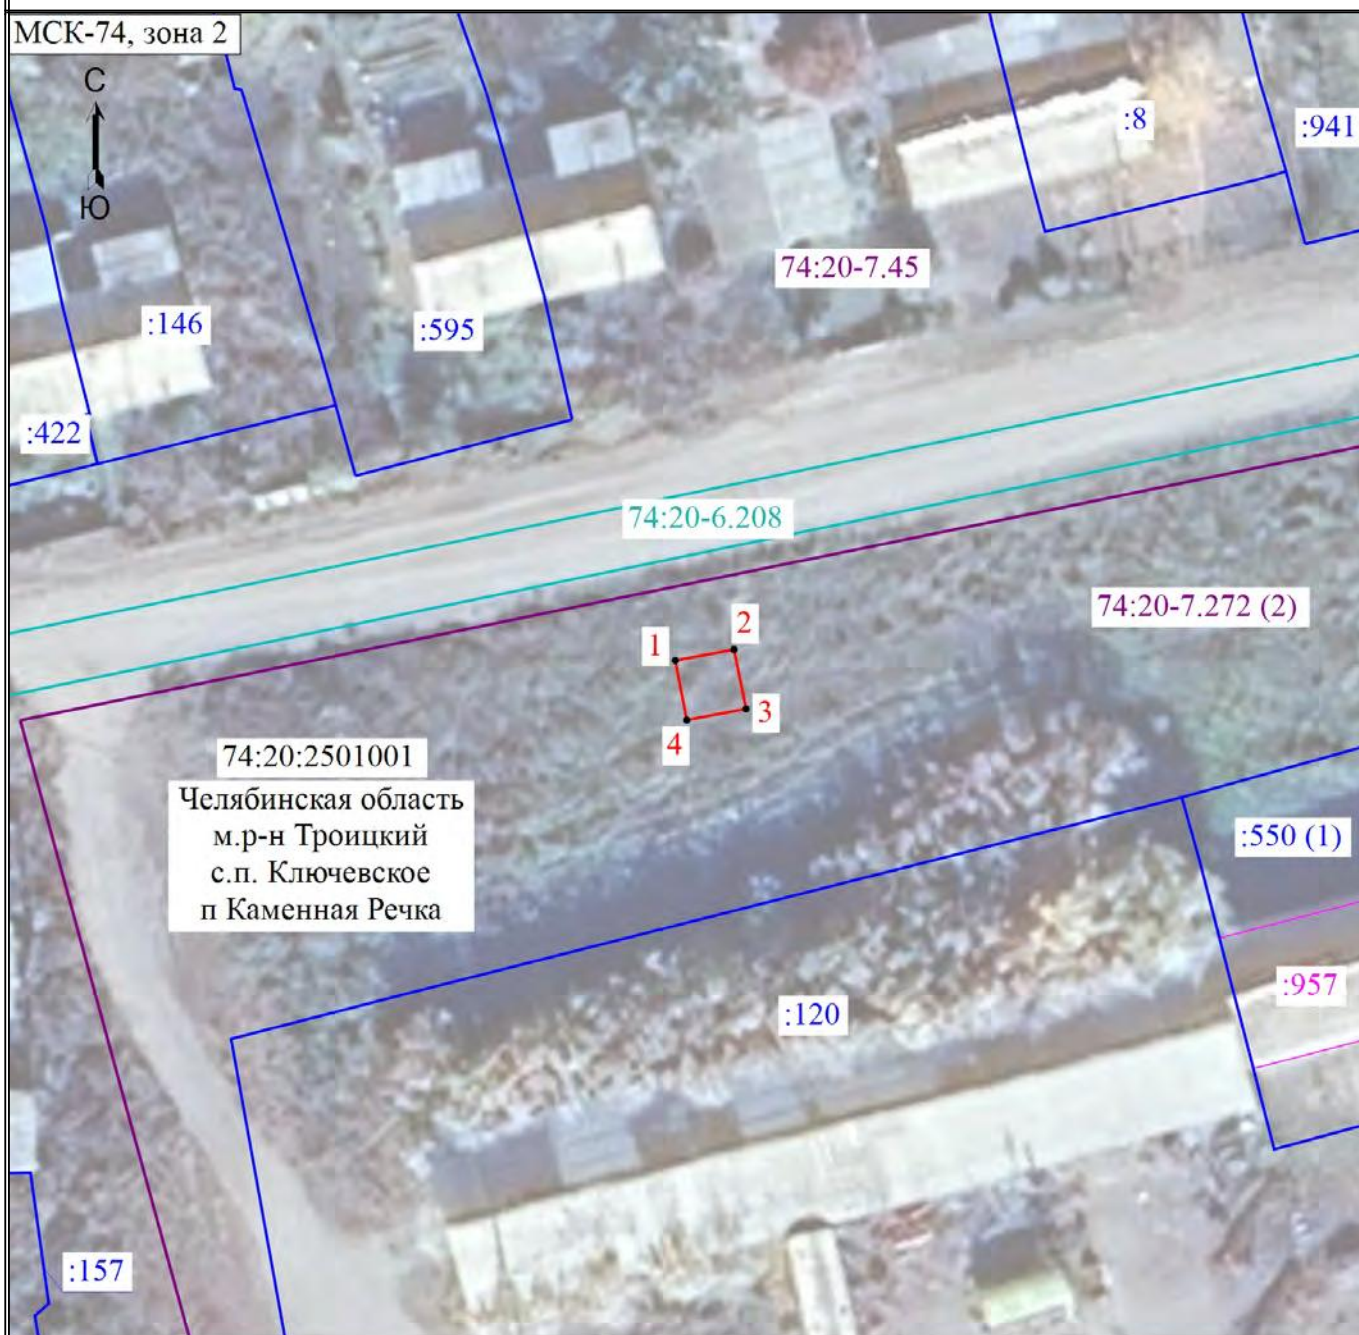 МСК-74, зона 2
С
Ю
:8
:941
74:20-7.45
:146
:595
:422
74:20-6.208
74:20-7.272 (2)
1
2
3
4
74:20:2501001
Челябинская область
м.р-н Троицкий
с.п. Ключевское
п Каменная Речка
:550 (1)
:957
:120
:157